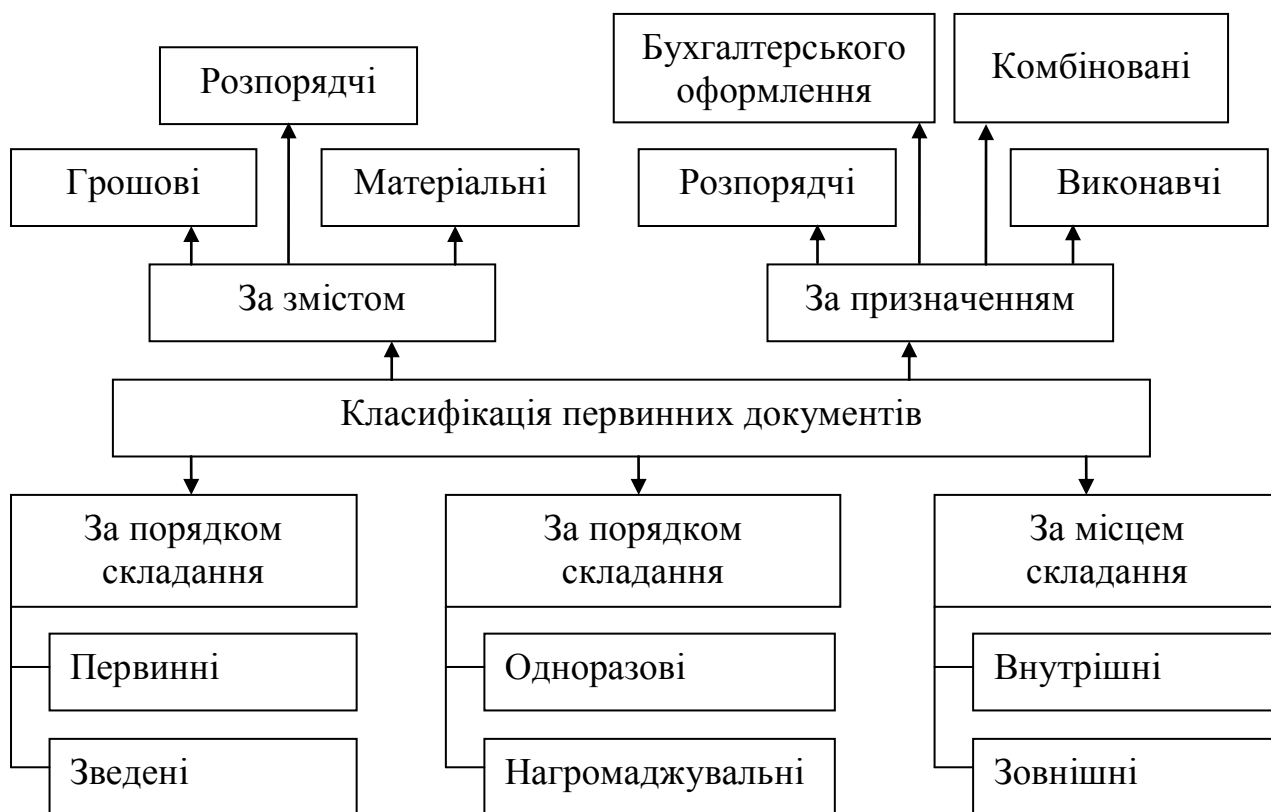 Розпорядчі
Бухгалтерського
оформлення
Комбіновані
Грошові
Матеріальні
Розпорядчі
Виконавчі
За змістом
За призначенням
Класифікація первинних документів
За порядком
складання
За порядком
складання
За місцем
складання
Первинні
Одноразові
Внутрішні
Зведені
Нагромаджувальні
Зовнішні